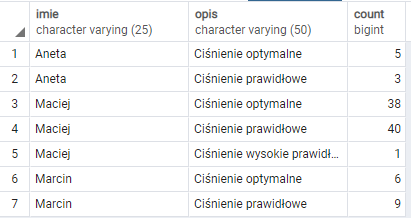 imie opis count
character varying (25) character varying (50) bigint
1 Aneta Ciśnienie optymalne 5
2 Aneta Ciśnienie prawidłowe 3
3 Maciej Ciśnienie optymalne 38
4 Maciej Ciśnienie prawidłowe 40
5 Maciej Ciśnienie wysokie prawidł... 1
6 Marcin Ciśnienie optymalne 6
7 Marcin Ciśnienie prawidłowe 9